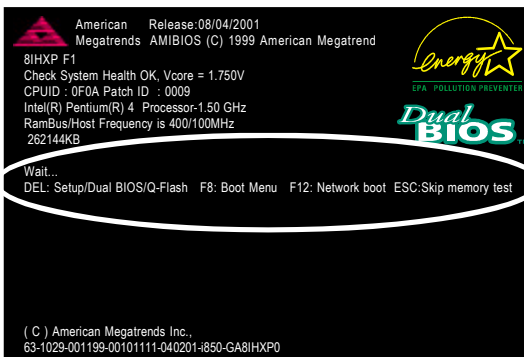 American Release:08/04/2001
Megatrends AMIBIOS (C) 1999 American Megatrend
8IHXP F1
Check System Health OK, Vcore = 1.750V
CPUID : 0F0A Patch ID : 0009
Intel(R) Pentium(R) 4 Processor-1.50 GHz
RamBus/Host Frequency is 400/100MHz
262144KB
energy
EPA POLLUTION PREVENTER
Dual
BIOS TM
Wait...
DEL: Setup/Dual BIOS/Q-Flash F8: Boot Menu F12: Network boot ESC:Skip memory test
( C ) American Megatrends Inc.,
63-1029-001199-00101111-040201-i850-GA8IHXP0